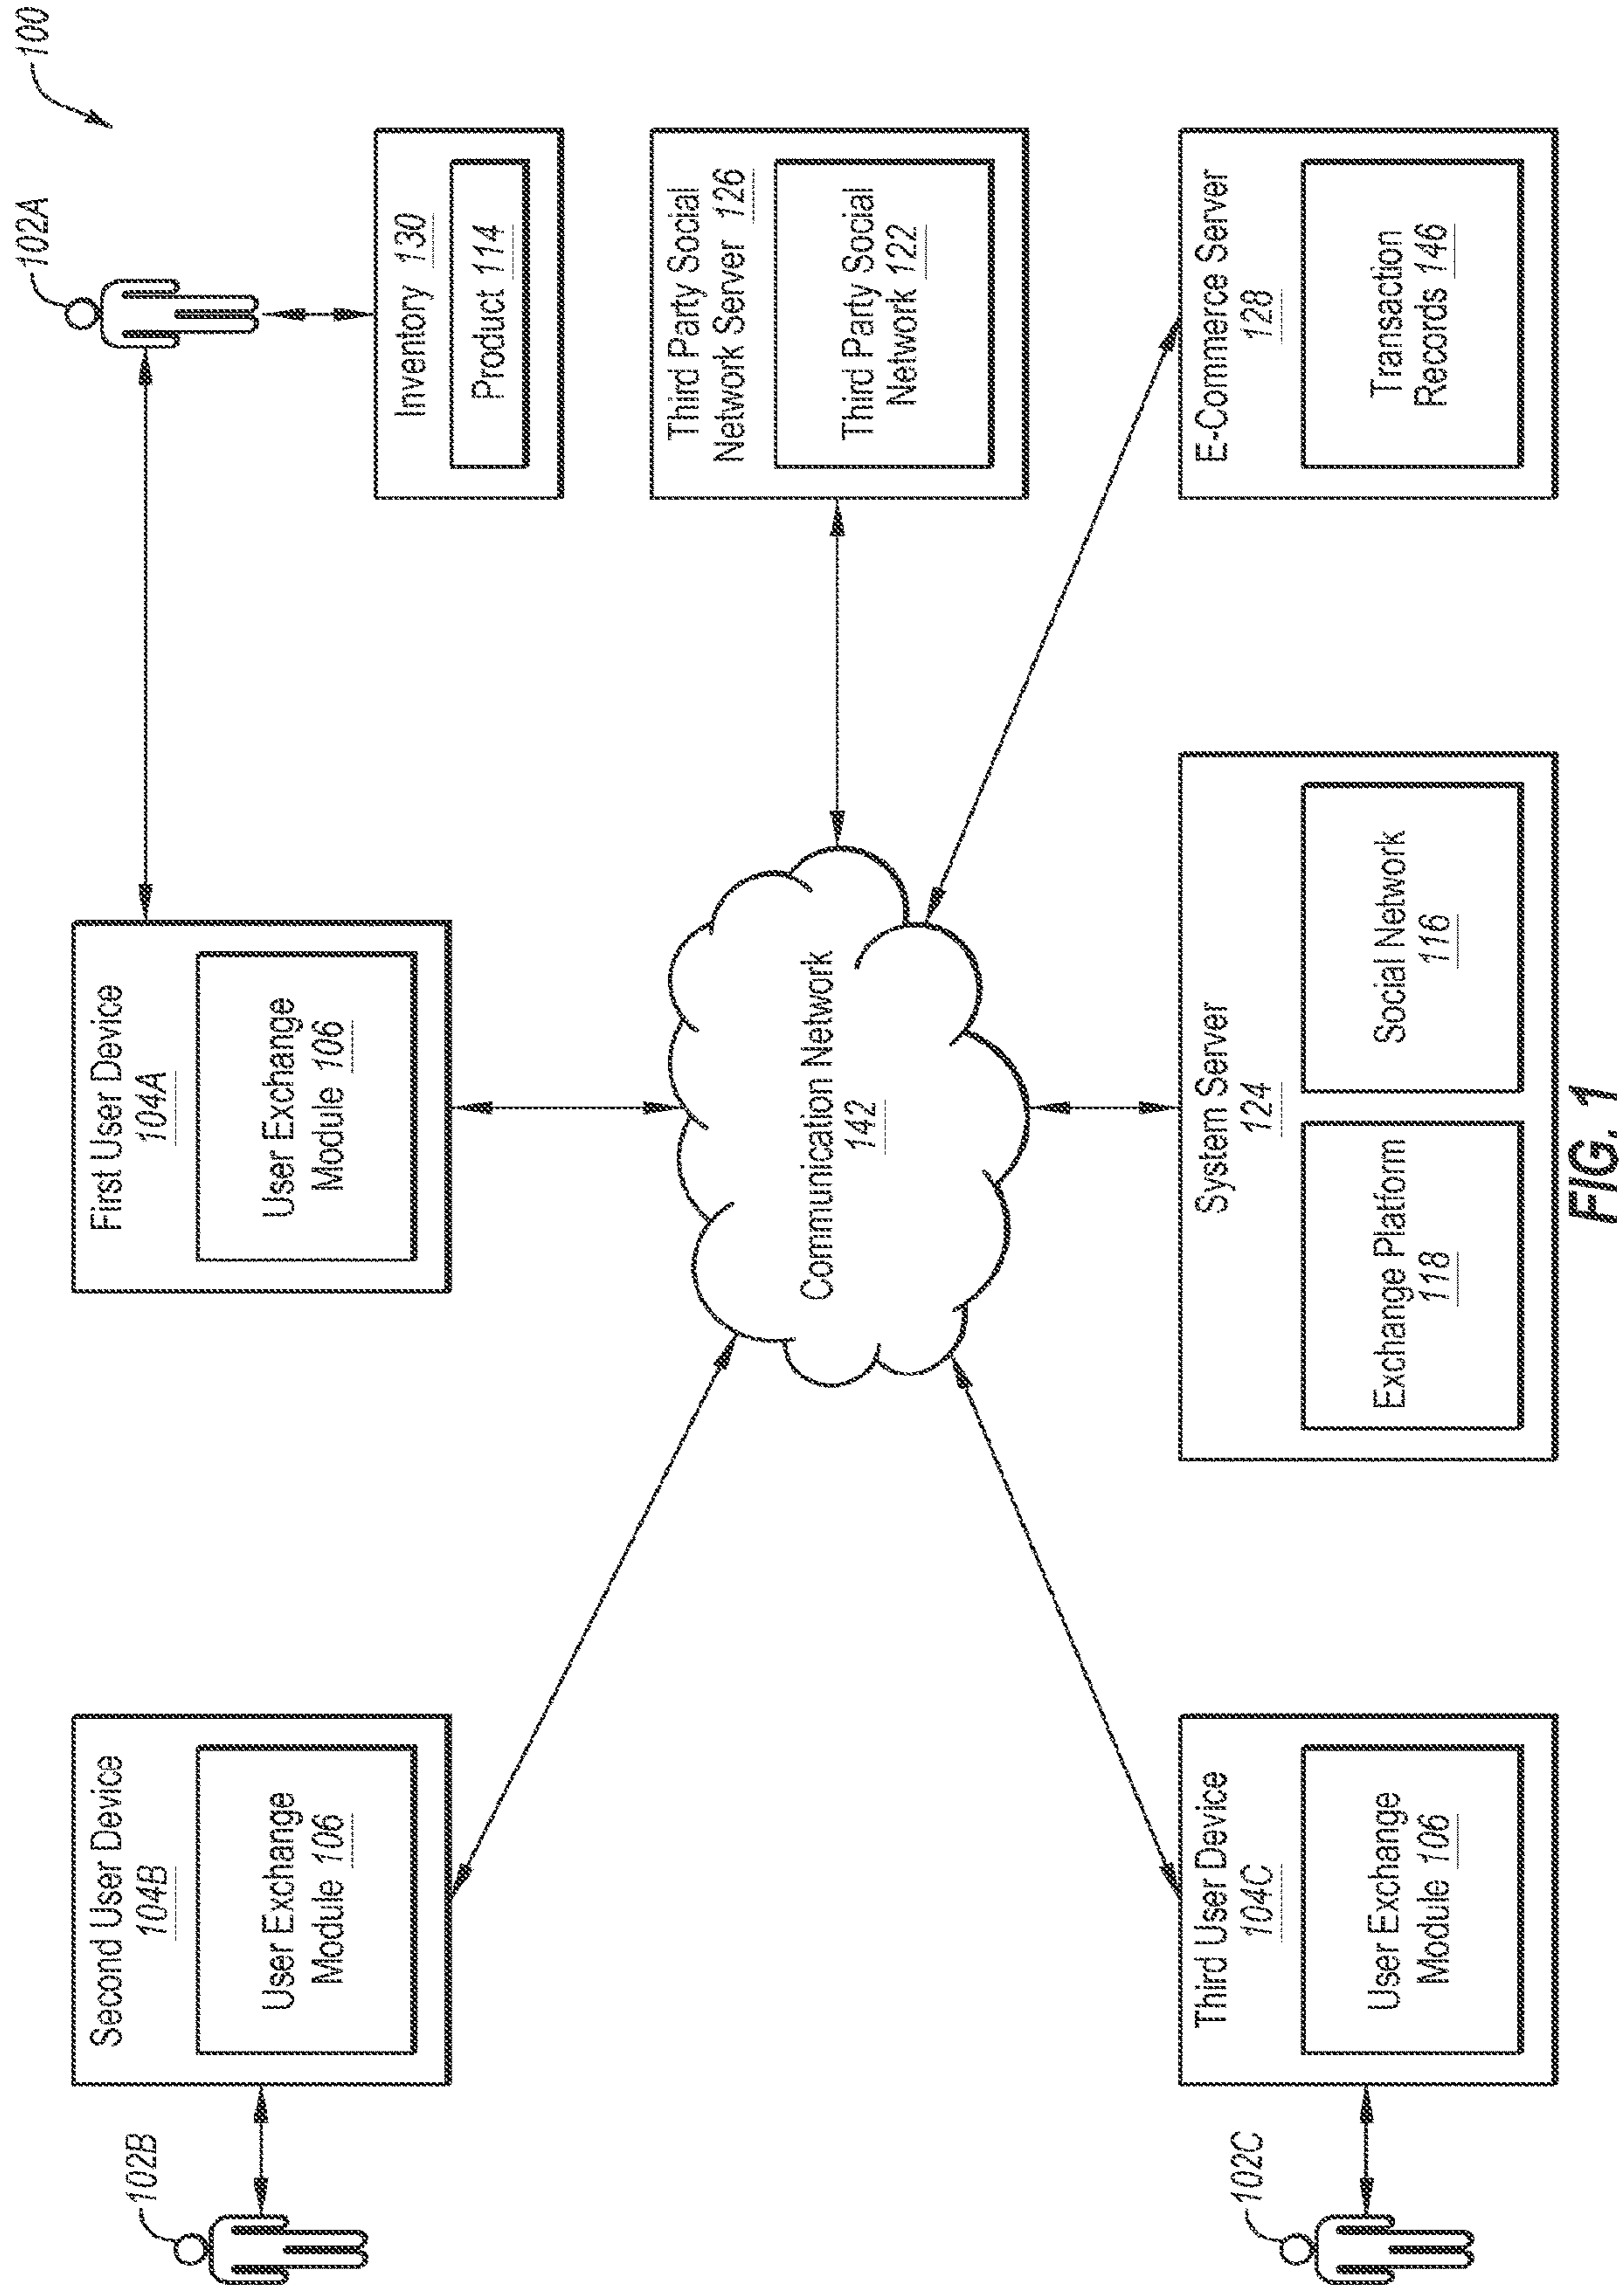 100
102A
102B
Second User Device
104B
User Exchange
Module 106
First User Device
104A
User Exchange
Module 106
Inventory 130
Product 114
Communication Network
142
Third Party Social
Network Server 126
Third Party Social
Network 122
102C
Third User Device
104C
User Exchange
Module 106
System Server
124
Exchange Platform
118
Social Network
116
E-Commerce Server
128
Transaction
Records 146
FIG. 1